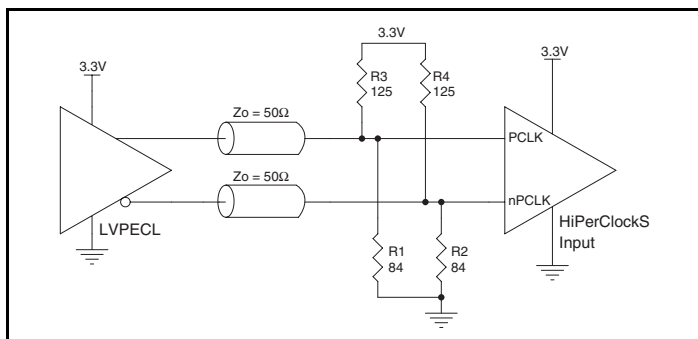 3.3V
3.3V
3.3V
R3
125
R4
125
Zo = 50Ω
PCLK
Zo = 50Ω
nPCLK
LVPECL
HiPerClockS
Input
R1
84
R2
84